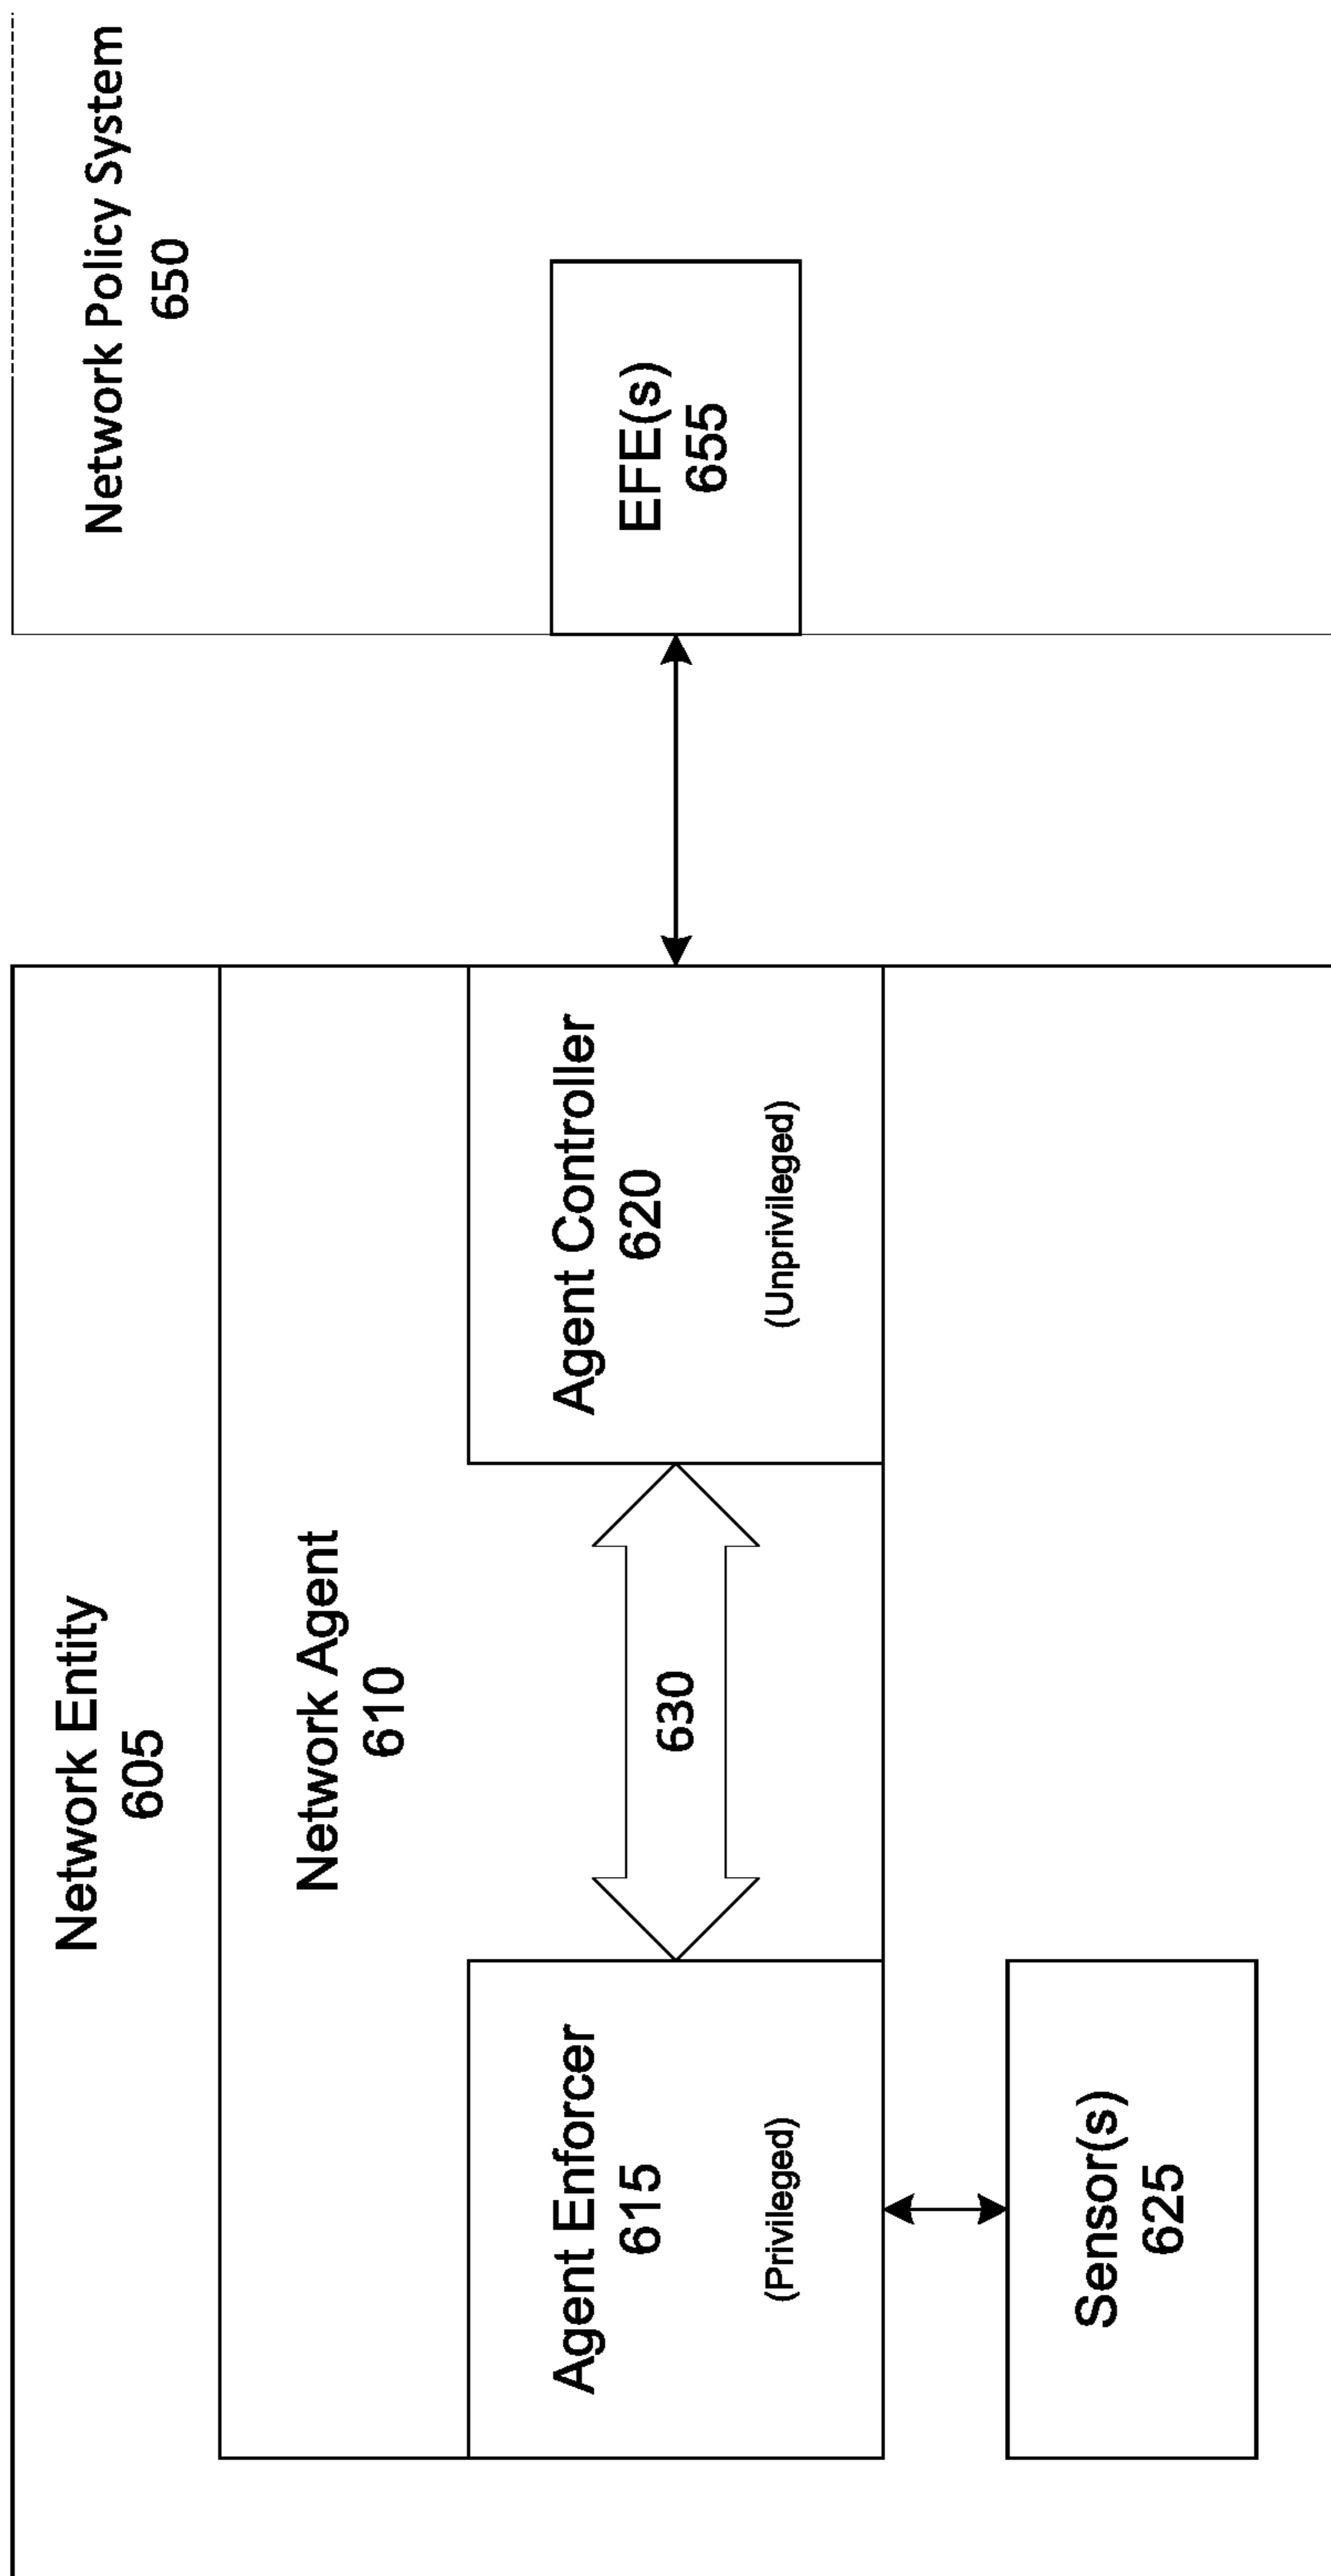 Network Entity
605
Network Agent
610
Agent Enforcer
615
(Privileged)
630
Agent Controller
620
(Unprivileged)
Sensor(s)
625
Network Policy System
650
EFE(s)
655